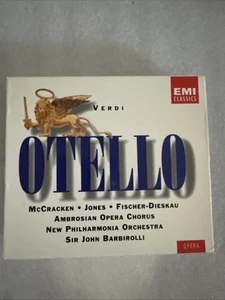 EMI
CLASSICS
VERDI
OTELLO
McCRACKEN • JONES • FISCHER-DIESKAU
AMBROSIAN OPERA CHORUS
NEW PHILHARMONIA ORCHESTRA
SIR JOHN BARBIROLLI
OPERA